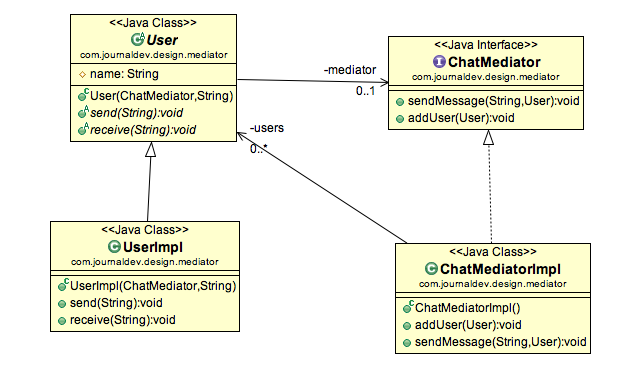 <<Java Class>>
User
com.journaldev.design.mediator
name: String
User(ChatMediator,String)
send(String):void
receive(String):void
-mediator
0..1
<<Java Interface>>
ChatMediator
com.journaldev.design.mediator
sendMessage(String,User):void
addUser(User):void
-users
0..*
<<Java Class>>
UserImpl
com.journaldev.design.mediator
UserImpl(ChatMediator,String)
send(String):void
receive(String):void
<<Java Class>>
ChatMediatorImpl
com.journaldev.design.mediator
ChatMediatorImpl()
addUser(User):void
sendMessage(String,User):void